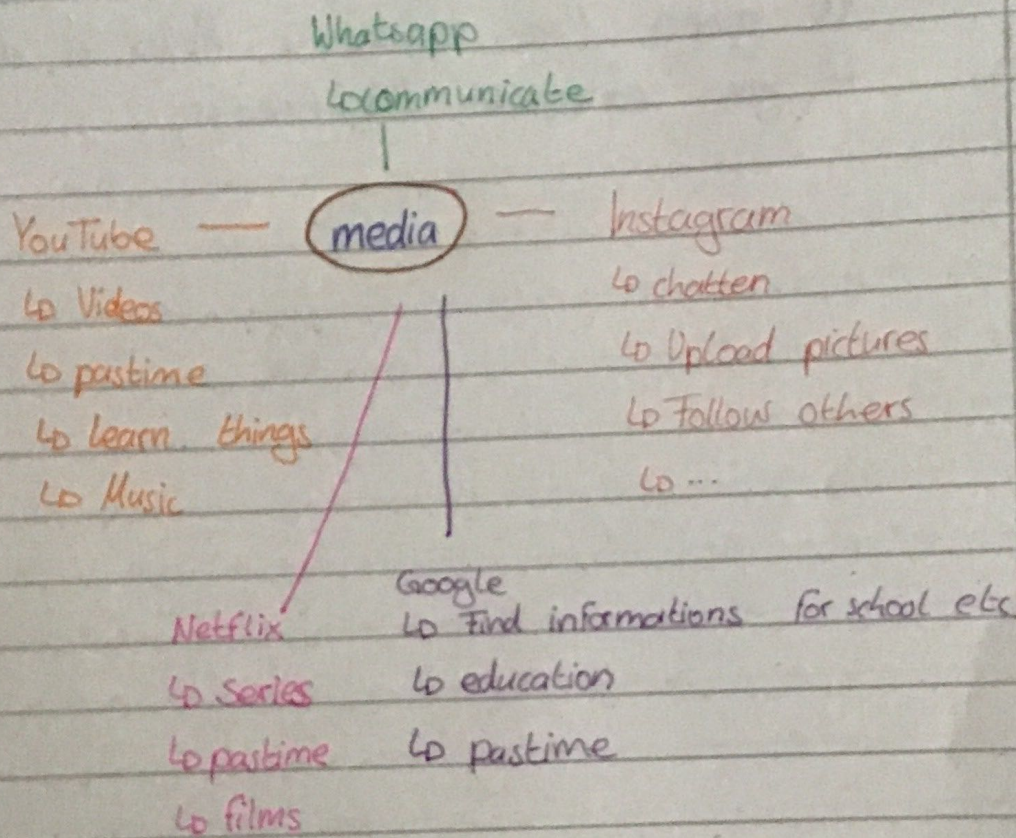 Whatsapp
↳ communicate
media
YouTube
↳ Videos
↳ pastime
↳ learn things
↳ Music
Instagram
↳ chatten
↳ Upload pictures
↳ Follow others
↳ ...
Netflix
↳ series
↳ pastime
↳ films
Google
↳ Find informations for school etc
↳ education
↳ pastime